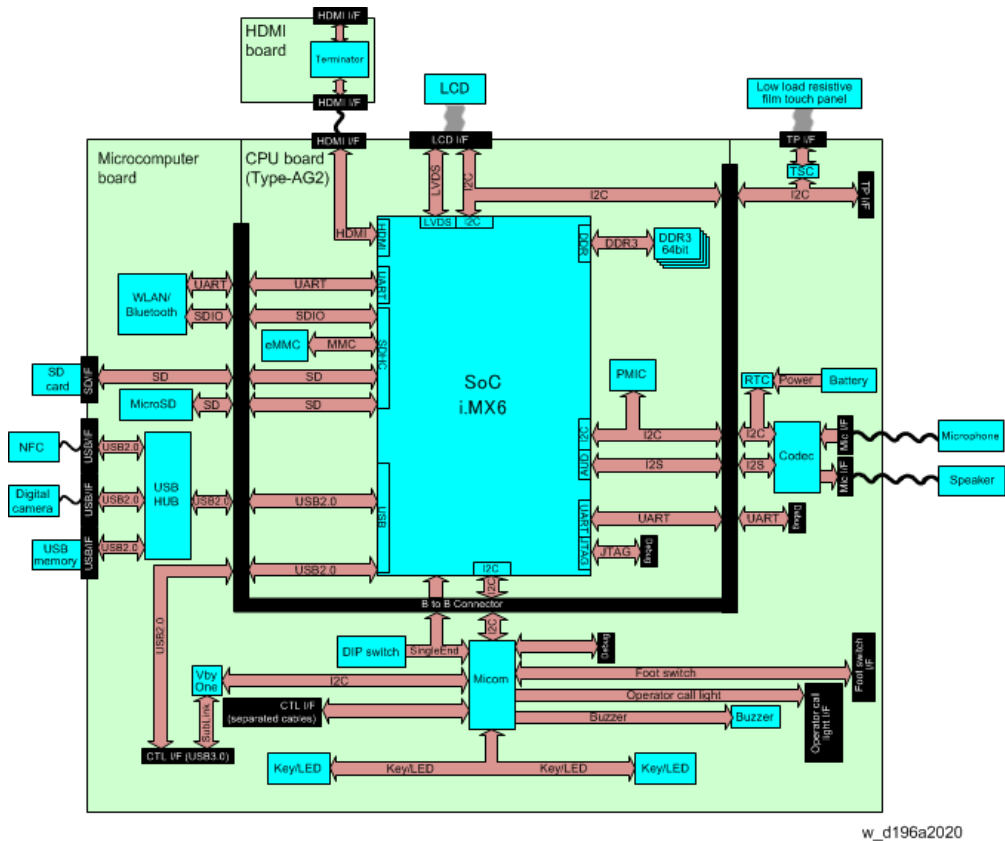 HDMI I/F
HDMI
board
Terminator
HDMI I/F
HDMI I/F
LCD
LCD I/F
Low load resistive
film touch panel
TP I/F
TSC
I2C
TP I/F
Microcomputer
board
CPU board
(Type-AG2)
LVDS
I2C
I2C
HDMI
HDMI
LVDS
I2C
DDR
DDR3
DDR3
64bit
WLAN/
Bluetooth
UART
UART
UART
SDIO
SDIO
SDHC
eMMC
MMC
SD
card
SD/IF
SD
SD
MicroSD
SD
SD
SoC
i.MX6
PMIC
RTC
Power
Battery
I2C
I2C
I2C
Codec
Mic I/F
Microphone
AUD
I2S
I2S
Mic I/F
Speaker
NFC
USB/IF
USB2.0
Digital
camera
USB/IF
USB2.0
USB
HUB
USB2.0
USB2.0
USB
USB
memory
USB/IF
USB2.0
UART
UART
UART
Debug
JTAG
JTAG
Debug
USB2.0
USB2.0
I2C
I2C
B to B Connector
I2C
DIP switch
SingleEnd
Micom
Debug
Foot switch
Foot switch
I/F
Vby
One
I2C
Operator call light
Operator call
light I/F
CTL I/F
(separated cables)
Buzzer
Buzzer
SubLink
CTL I/F (USB3.0)
Key/LED
Key/LED
Key/LED
Key/LED
w_d196a2020